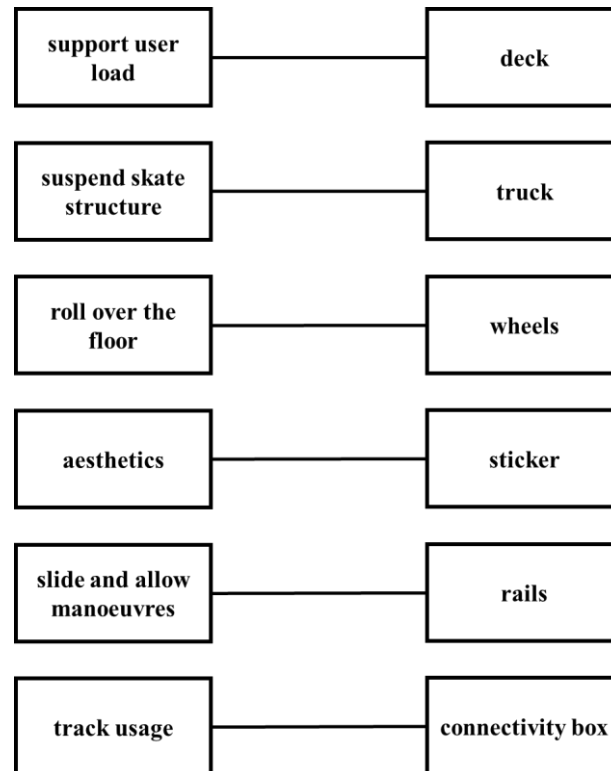 support user
load
deck
suspend skate
structure
truck
roll over the
floor
wheels
aesthetics
sticker
slide and allow
manoeuvres
rails
track usage
connectivity box